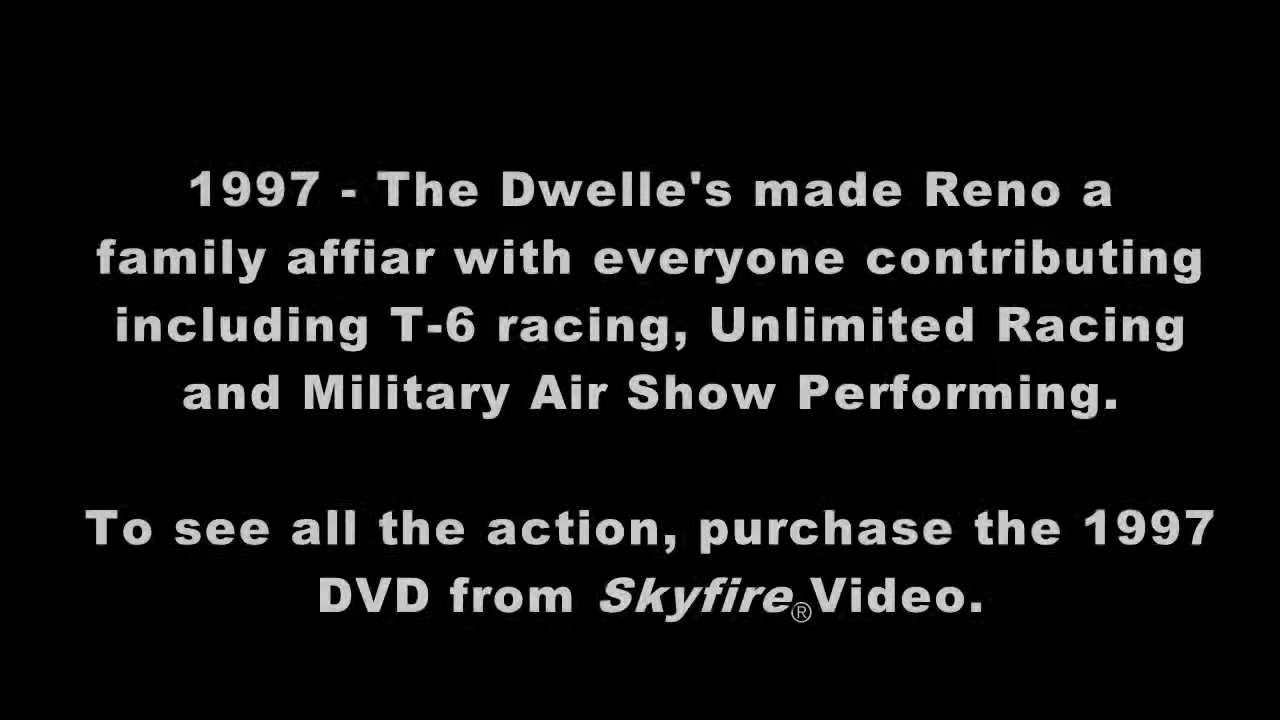 1997 - The Dwelle's made Reno a
family affiar with everyone contributing
including T-6 racing, Unlimited Racing
and Military Air Show Performing.
To see all the action, purchase the 1997
DVD from Skyfire®Video.